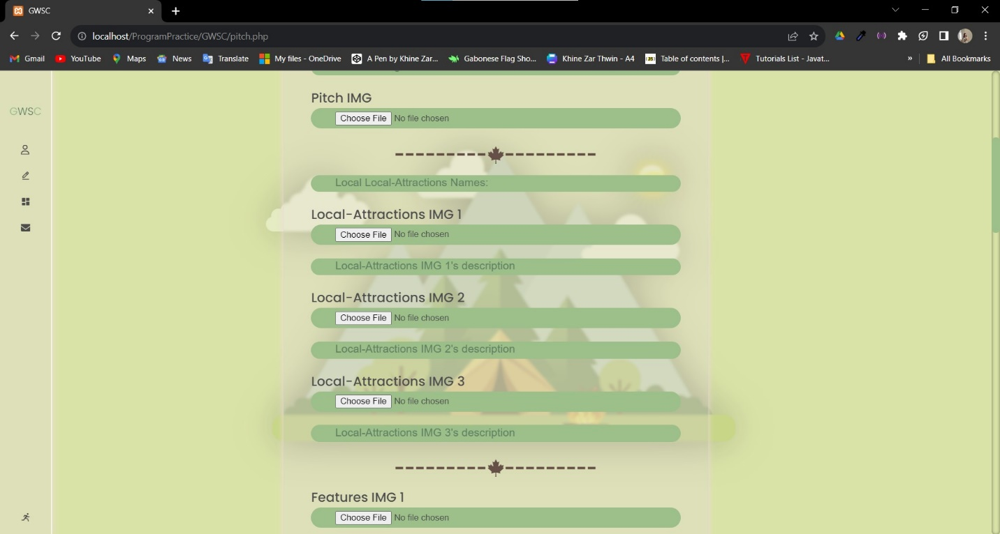 GWSC
localhost/ProgramPractice/GWSC/pitch.php
Gmail YouTube Maps News Translate My files - OneDrive A Pen by Khine Zar... Gabonese Flag Sho... Khine Zar Thwin - A4 Table of contents |... Tutorials List - Javat... » All Bookmarks
GWSC
Pitch IMG
Choose File No file chosen
Local Local-Attractions Names:
Local-Attractions IMG 1
Choose File No file chosen
Local-Attractions IMG 1's description
Local-Attractions IMG 2
Choose File No file chosen
Local-Attractions IMG 2's description
Local-Attractions IMG 3
Choose File No file chosen
Local-Attractions IMG 3's description
Features IMG 1
Choose File No file chosen